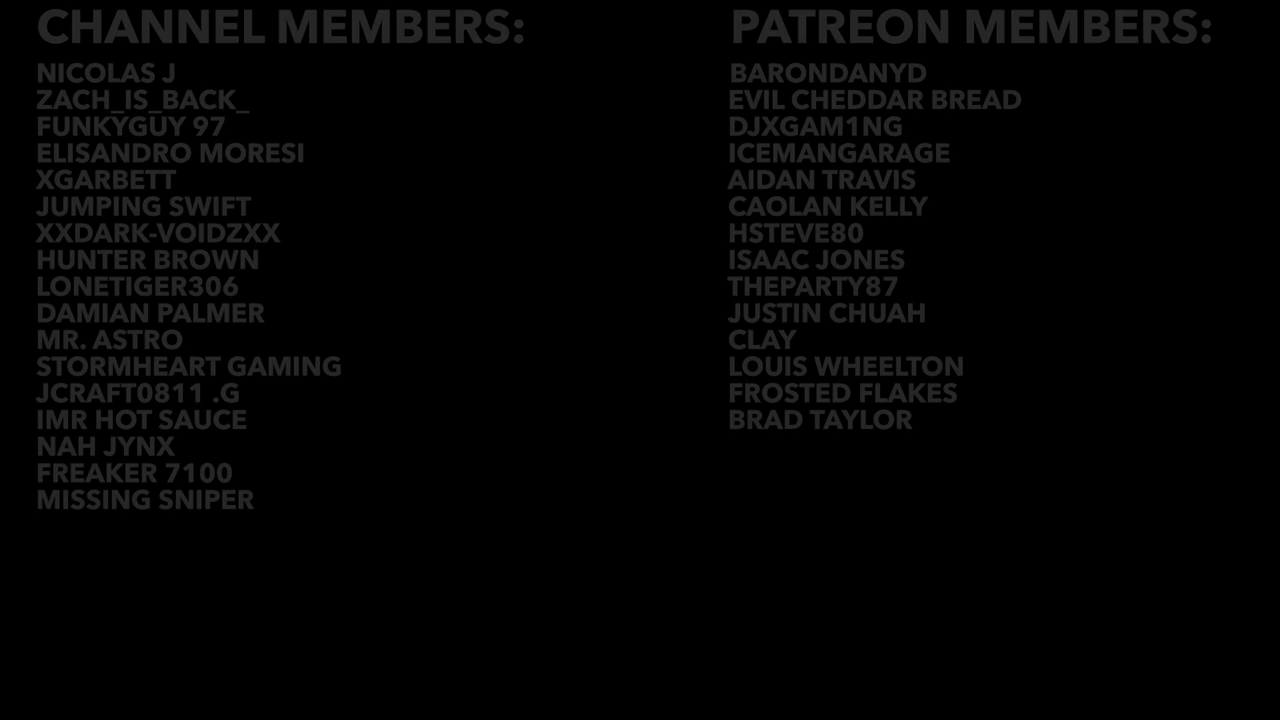 CHANNEL MEMBERS:
NICOLAS J
ZACH_IS_BACK_
FUNKYGUY 97
ELISANDRO MORESI
XGARBETT
JUMPING SWIFT
XXDARK-VOIDZXX
HUNTER BROWN
LONETIGER306
DAMIAN PALMER
MR. ASTRO
STORMHEART GAMING
JCRAFT0811 .G
IMR HOT SAUCE
NAH JYNX
FREAKER 7100
MISSING SNIPER
PATREON MEMBERS:
BARONDANYD
EVIL CHEDDAR BREAD
DJXGAM1NG
ICEMANGARAGE
AIDAN TRAVIS
CAOLAN KELLY
HSTEVE80
ISAAC JONES
THEPARTY87
JUSTIN CHUAH
CLAY
LOUIS WHEELTON
FROSTED FLAKES
BRAD TAYLOR